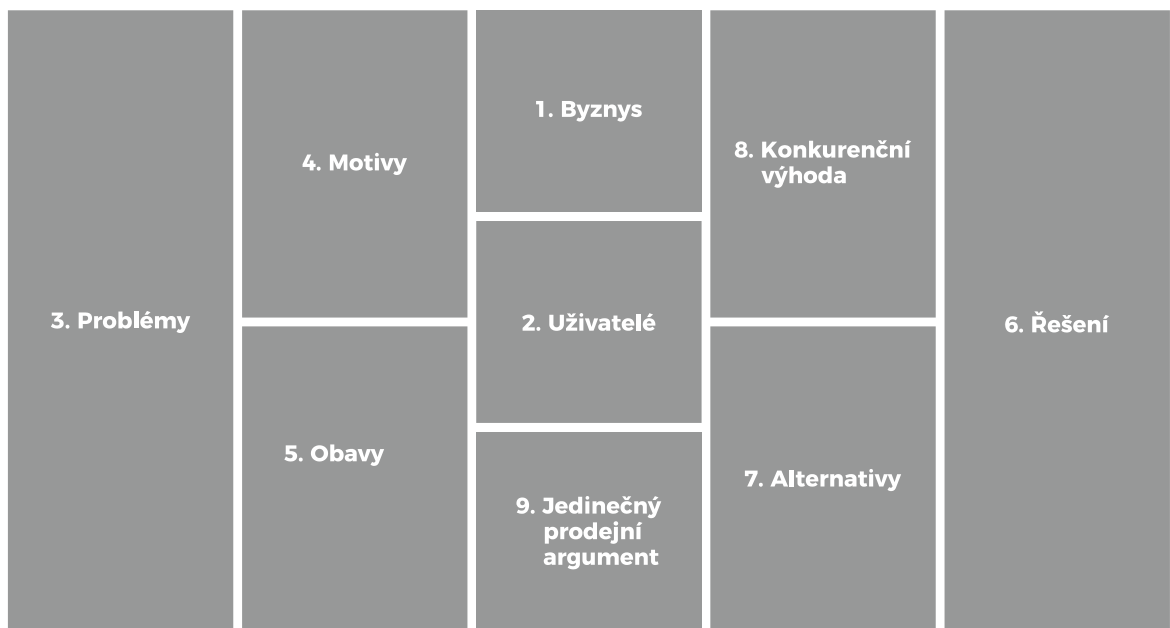 1. Byznys
4. Motivy
8. Konkurenční
výhoda
3. Problémy
2. Uživatelé
6. Řešení
5. Obavy
7. Alternativy
9. Jedinečný
prodejní
argument